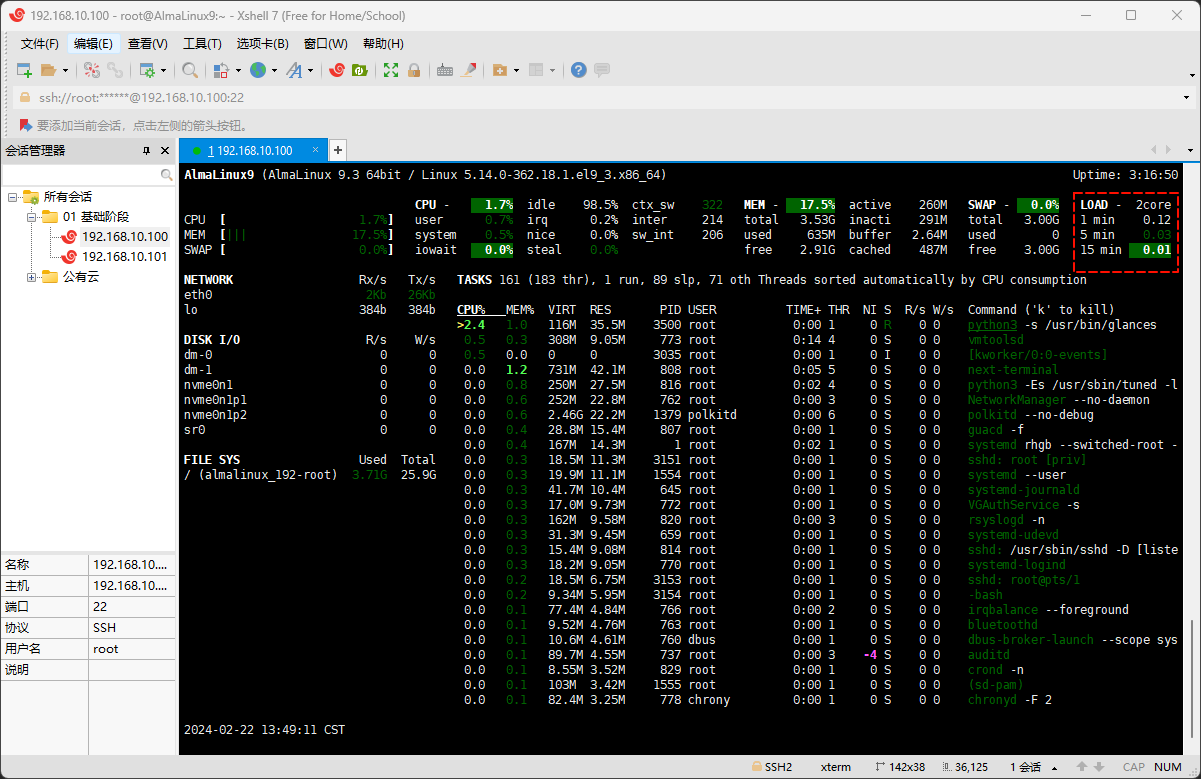 192.168.10.100 - root@AlmaLinux9:~ - Xshell 7 (Free for Home/School)
文件(F) 编辑(E) 查看(V) 工具(T) 选项卡(B) 窗口(W) 帮助(H)
ssh://root:******@192.168.10.100:22
要添加当前会话，点击左侧的箭头按钮。
会话管理器
所有会话
01 基础阶段
192.168.10.100
192.168.10.101
公有云
名称 192.168.10....
主机 192.168.10....
端口 22
协议 SSH
用户名 root
说明
1 192.168.10.100
AlmaLinux9 (AlmaLinux 9.3 64bit / Linux 5.14.0-362.18.1.el9_3.x86_64) Uptime: 3:16:50
CPU - 1.7% idle 98.5% ctx_sw 322 MEM - 17.5% active 260M SWAP - 0.0% LOAD - 2core
CPU [ 1.7%] user 0.7% irq 0.2% inter 214 total 3.53G inacti 291M total 3.00G 1 min 0.12
MEM [||| 17.5%] system 0.5% nice 0.0% sw_int 206 used 635M buffer 2.64M used 0 5 min 0.03
SWAP [ 0.0%] iowait 0.0% steal 0.0% free 2.91G cached 487M free 3.00G 15 min 0.01
NETWORK Rx/s Tx/s TASKS 161 (183 thr), 1 run, 89 slp, 71 oth Threads sorted automatically by CPU consumption
eth0 2Kb 26Kb
lo 384b 384b CPU% MEM% VIRT RES PID USER TIME+ THR NI S R/s W/s Command ('k' to kill)
>2.4 1.0 116M 35.5M 3500 root 0:00 1 0 R 0 0 python3 -s /usr/bin/glances
DISK I/O R/s W/s 0.5 0.3 308M 9.05M 773 root 0:14 4 0 S 0 0 vmtoolsd
dm-0 0 0 0.5 0.0 0 0 3035 root 0:00 1 0 I 0 0 [kworker/0:0-events]
dm-1 0 0 0.0 1.2 731M 42.1M 808 root 0:05 5 0 S 0 0 next-terminal
nvme0n1 0 0 0.0 0.8 250M 27.5M 816 root 0:02 4 0 S 0 0 python3 -Es /usr/sbin/tuned -l
nvme0n1p1 0 0 0.0 0.6 252M 22.8M 762 root 0:00 3 0 S 0 0 NetworkManager --no-daemon
nvme0n1p2 0 0 0.0 0.6 2.46G 22.2M 1379 polkitd 0:00 6 0 S 0 0 polkitd --no-debug
sr0 0 0 0.0 0.4 28.8M 15.4M 807 root 0:00 1 0 S 0 0 guacd -f
0.0 0.4 167M 14.3M 1 root 0:02 1 0 S 0 0 systemd rhgb --switched-root -
FILE SYS Used Total 0.0 0.3 18.5M 11.3M 3151 root 0:00 1 0 S 0 0 sshd: root [priv]
/ (almalinux_192-root) 3.71G 25.9G 0.0 0.3 19.9M 11.1M 1554 root 0:00 1 0 S 0 0 systemd --user
0.0 0.3 41.7M 10.4M 645 root 0:00 1 0 S 0 0 systemd-journald
0.0 0.3 17.0M 9.73M 772 root 0:00 1 0 S 0 0 VGAuthService -s
0.0 0.3 162M 9.58M 820 root 0:00 3 0 S 0 0 rsyslogd -n
0.0 0.3 31.3M 9.45M 659 root 0:00 1 0 S 0 0 systemd-udevd
0.0 0.3 15.4M 9.08M 814 root 0:00 1 0 S 0 0 sshd: /usr/sbin/sshd -D [liste
0.0 0.3 18.2M 9.05M 770 root 0:00 1 0 S 0 0 systemd-logind
0.0 0.2 18.5M 6.75M 3153 root 0:00 1 0 S 0 0 sshd: root@pts/1
0.0 0.2 9.34M 5.95M 3154 root 0:00 1 0 S 0 0 -bash
0.0 0.1 77.4M 4.84M 766 root 0:00 2 0 S 0 0 irqbalance --foreground
0.0 0.1 9.52M 4.76M 763 root 0:00 1 0 S 0 0 bluetoothd
0.0 0.1 10.6M 4.61M 760 dbus 0:00 1 0 S 0 0 dbus-broker-launch --scope sys
0.0 0.1 89.7M 4.55M 737 root 0:00 3 -4 S 0 0 auditd
0.0 0.1 8.55M 3.52M 829 root 0:00 1 0 S 0 0 crond -n
0.0 0.1 103M 3.42M 1555 root 0:00 1 0 S 0 0 (sd-pam)
0.0 0.1 82.4M 3.25M 778 chrony 0:00 1 0 S 0 0 chronyd -F 2
2024-02-22 13:49:11 CST
SSH2 xterm 142x38 36,125 1 会话 CAP NUM